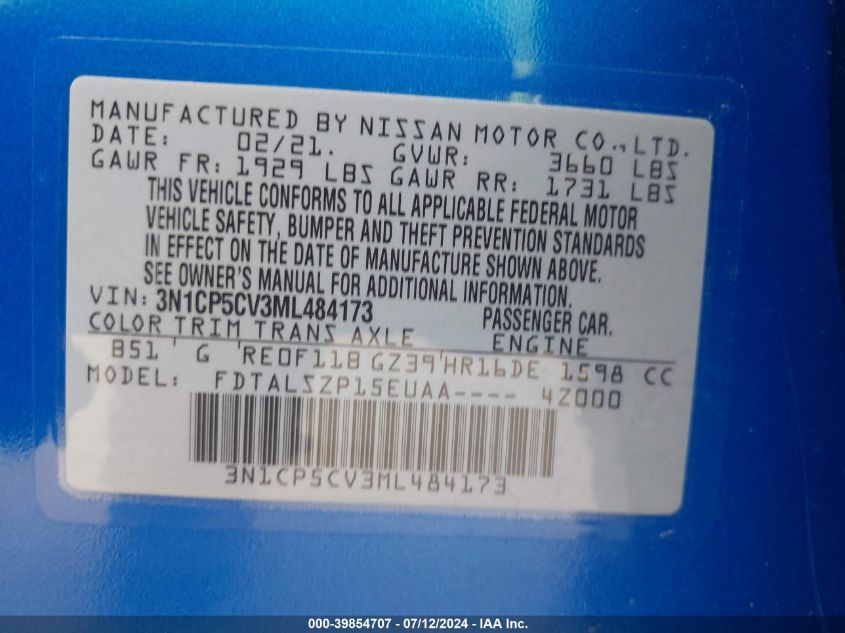 MANUFACTURED BY NISSAN MOTOR CO.,LTD.
DATE: 02/21. GVWR: 3660 LBS
GAWR FR: 1929 LBS GAWR RR: 1731 LBS
THIS VEHICLE CONFORMS TO ALL APPLICABLE FEDERAL MOTOR
VEHICLE SAFETY, BUMPER AND THEFT PREVENTION STANDARDS
IN EFFECT ON THE DATE OF MANUFACTURE SHOWN ABOVE.
SEE OWNER'S MANUAL FOR ADDITIONAL INFORMATION.
VIN: 3N1CP5CV3ML484173 PASSENGER CAR.
COLOR TRIM TRANS AXLE ENGINE
B51 G RE0F11B GZ39 HR16DE 1598 CC
MODEL: FDTALSZP15EUAA---- 4Z000
3N1CP5CV3ML484173
000-39854707 - 07/12/2024 - IAA Inc.